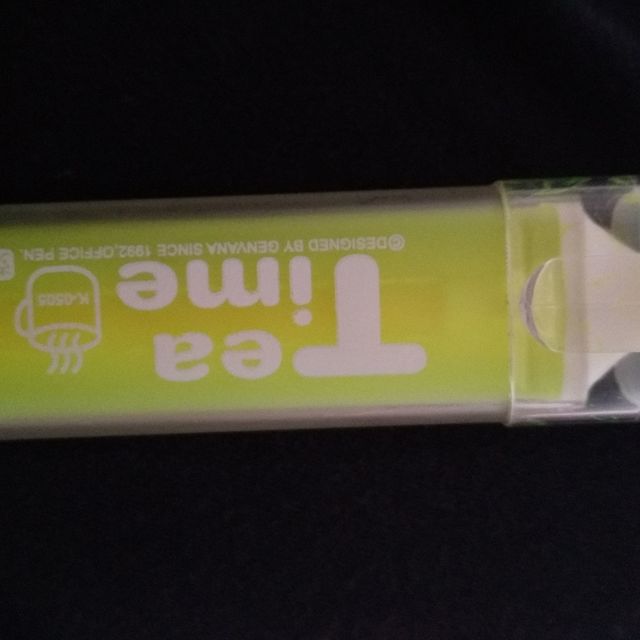 Tea
Time
K-0505
©DESIGNED BY GENVANA SINCE 1992,OFFICE PEN.